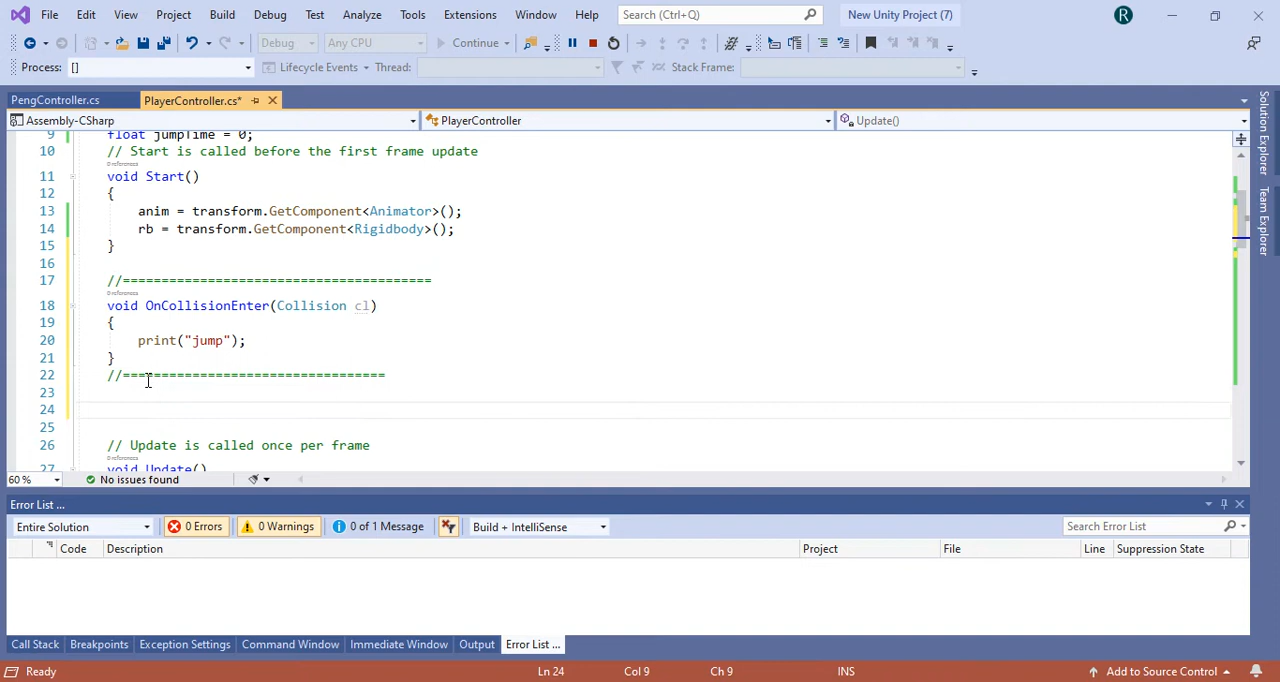 File Edit View Project Build Debug Test Analyze Tools Extensions Window Help Search (Ctrl+Q) New Unity Project (7) R
Debug Any CPU Continue
Process: [] Lifecycle Events Thread: Stack Frame:
PengController.cs PlayerController.cs*
Assembly-CSharp PlayerController Update()
9 float jumpTime = 0;
10 // Start is called before the first frame update
0 references
11 void Start()
12 {
13 anim = transform.GetComponent<Animator>();
14 rb = transform.GetComponent<Rigidbody>();
15 }
16
17 //========================================
0 references
18 void OnCollisionEnter(Collision cl)
19 {
20 print("jump");
21 }
22 //==================================
23
24
25
26 // Update is called once per frame
0 references
27 void Update()
60 % No issues found
Error List ...
Entire Solution 0 Errors 0 Warnings 0 of 1 Message Build + IntelliSense Search Error List
Code Description Project File Line Suppression State
Call Stack Breakpoints Exception Settings Command Window Immediate Window Output Error List ...
Ready Ln 24 Col 9 Ch 9 INS Add to Source Control
Solution Explorer
Team Explorer